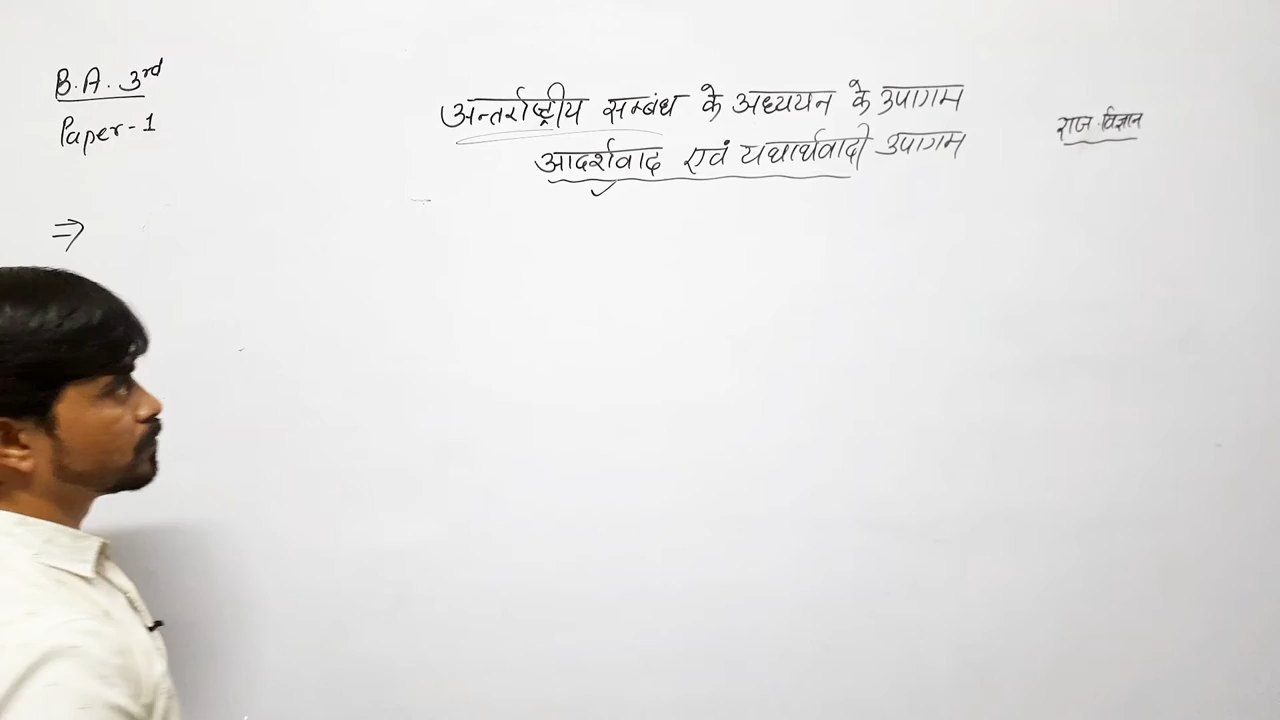 B.A. 3rd
Paper-1
अन्तर्राष्ट्रीय सम्बंध के अध्ययन के उपागम
आदर्शवाद एवं यथार्थवादी उपागम
राज.विज्ञान
⇒